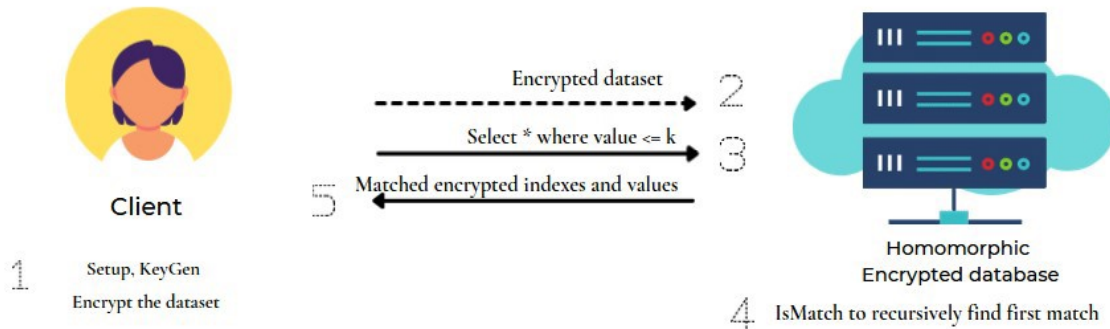 Encrypted dataset
2
Select * where value <= k
3
Matched encrypted indexes and values
5
Client
Homomorphic
Encrypted database
1
Setup, KeyGen
Encrypt the dataset
4
IsMatch to recursively find first match